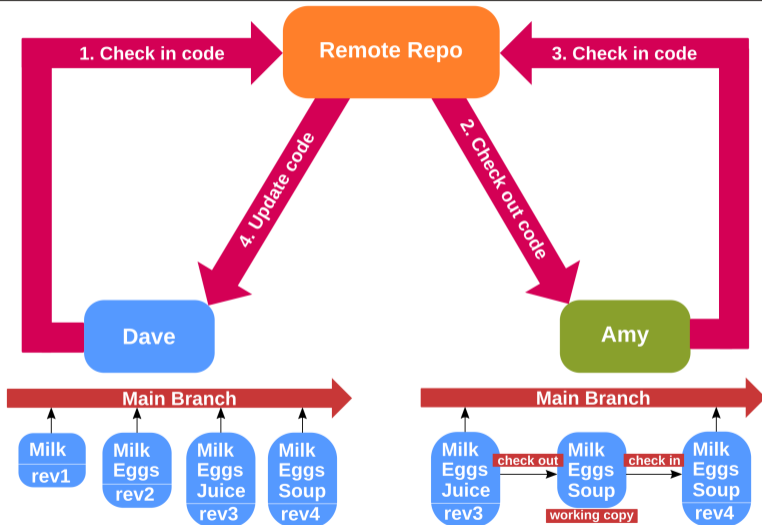 Remote Repo
1. Check in code
3. Check in code
4. Update code
2. Check out code
Dave
Amy
Main Branch
Milk
rev1
Milk
Eggs
rev2
Milk
Eggs
Juice
rev3
Milk
Eggs
Soup
rev4
Main Branch
Milk
Eggs
Juice
rev3
check out
Milk
Eggs
Soup
working copy
check in
Milk
Eggs
Soup
rev4